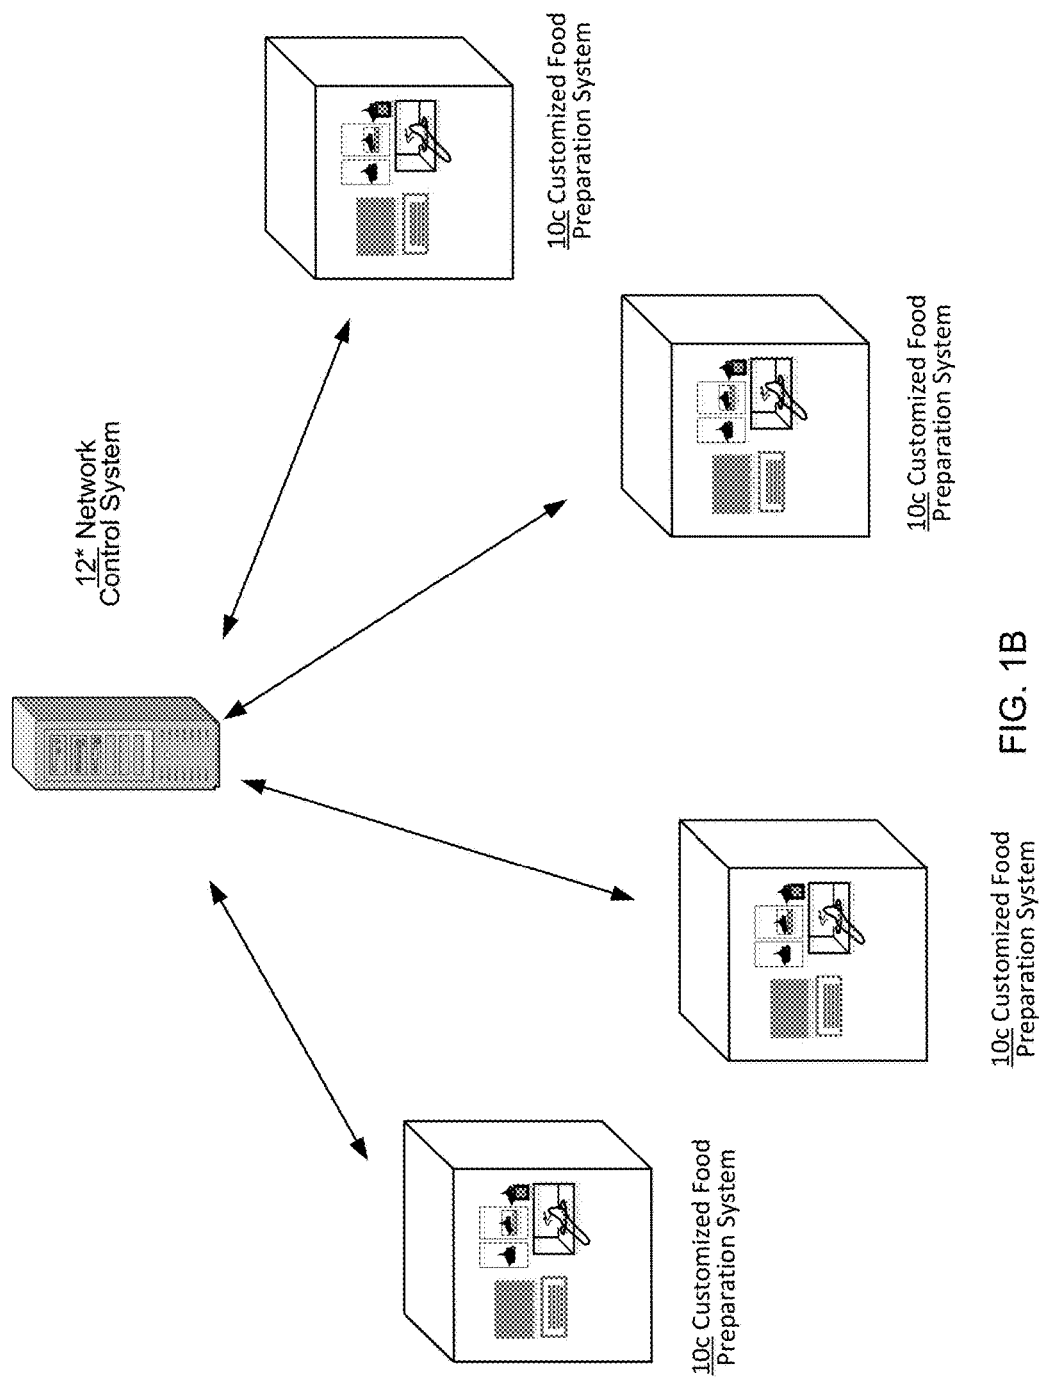 12* Network
Control System
10c Customized Food
Preparation System
10c Customized Food
Preparation System
10c Customized Food
Preparation System
10c Customized Food
Preparation System
FIG. 1B